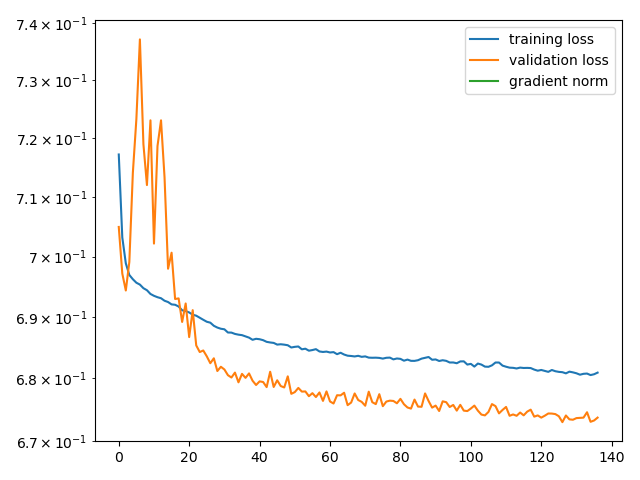 7.4 × 10⁻¹
7.3 × 10⁻¹
7.2 × 10⁻¹
7.1 × 10⁻¹
7 × 10⁻¹
6.9 × 10⁻¹
6.8 × 10⁻¹
6.7 × 10⁻¹
training loss
validation loss
gradient norm
0 20 40 60 80 100 120 140